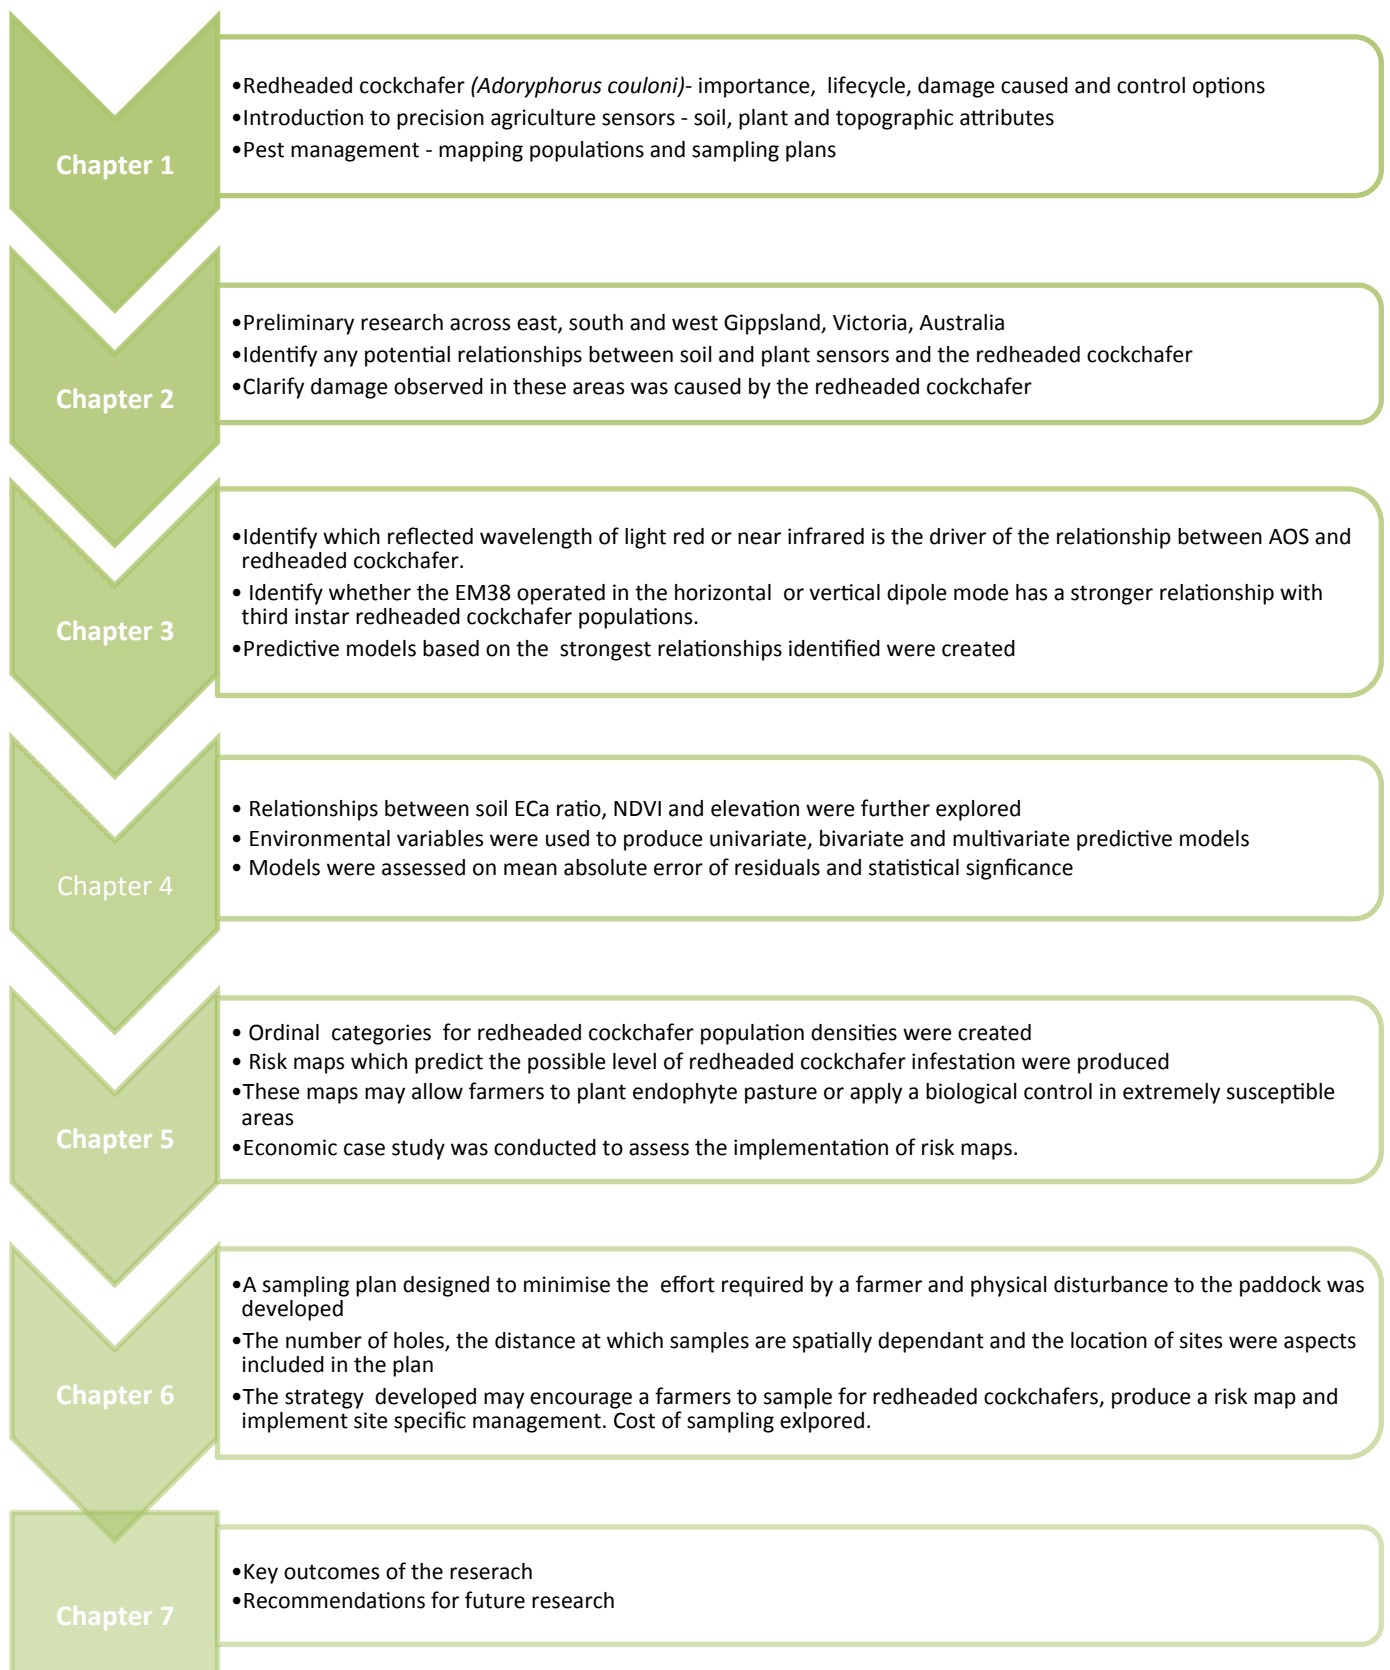 Chapter 1
•Redheaded cockchafer (Adoryphorus couloni)- importance, lifecycle, damage caused and control options
•Introduction to precision agriculture sensors - soil, plant and topographic attributes
•Pest management - mapping populations and sampling plans
Chapter 2
•Preliminary research across east, south and west Gippsland, Victoria, Australia
•Identify any potential relationships between soil and plant sensors and the redheaded cockchafer
•Clarify damage observed in these areas was caused by the redheaded cockchafer
Chapter 3
•Identify which reflected wavelength of light red or near infrared is the driver of the relationship between AOS and
redheaded cockchafer.
• Identify whether the EM38 operated in the horizontal or vertical dipole mode has a stronger relationship with
third instar redheaded cockchafer populations.
•Predictive models based on the strongest relationships identified were created
Chapter 4
• Relationships between soil ECa ratio, NDVI and elevation were further explored
• Environmental variables were used to produce univariate, bivariate and multivariate predictive models
• Models were assessed on mean absolute error of residuals and statistical signficance
Chapter 5
• Ordinal categories for redheaded cockchafer population densities were created
• Risk maps which predict the possible level of redheaded cockchafer infestation were produced
•These maps may allow farmers to plant endophyte pasture or apply a biological control in extremely susceptible
areas
•Economic case study was conducted to assess the implementation of risk maps.
Chapter 6
•A sampling plan designed to minimise the effort required by a farmer and physical disturbance to the paddock was
developed
•The number of holes, the distance at which samples are spatially dependant and the location of sites were aspects
included in the plan
•The strategy developed may encourage a farmers to sample for redheaded cockchafers, produce a risk map and
implement site specific management. Cost of sampling exlpored.
Chapter 7
•Key outcomes of the reserach
•Recommendations for future research